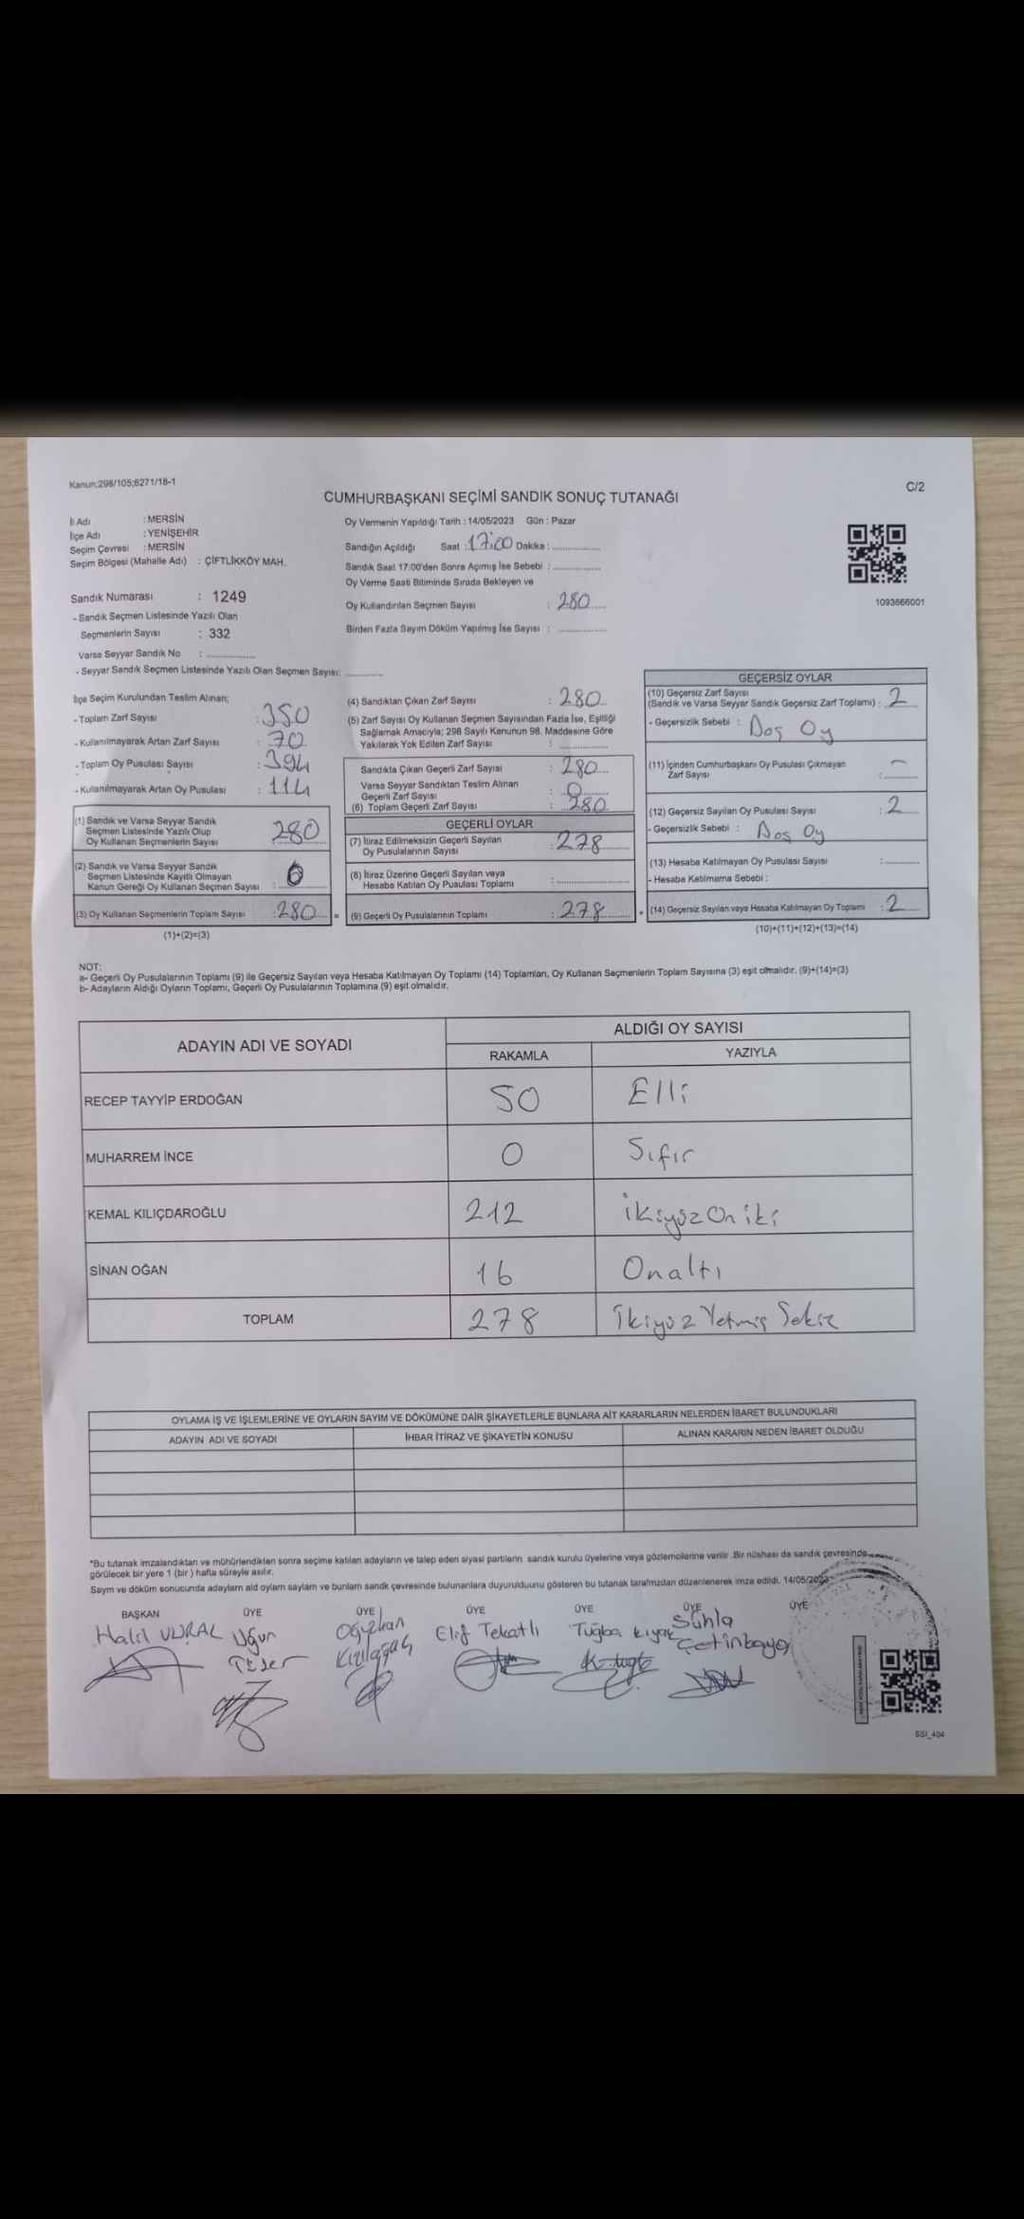 Kanun:298/105;6271/18-1
C/2
CUMHURBAŞKANI SEÇİMİ SANDIK SONUÇ TUTANAĞI
İl Adı : MERSİN
İlçe Adı : YENİŞEHİR
Seçim Çevresi : MERSİN
Seçim Bölgesi (Mahalle Adı) : ÇİFTLİKKÖY MAH.
Sandık Numarası : 1249
- Sandık Seçmen Listesinde Yazılı Olan
Seçmenlerin Sayısı : 332
Varsa Seyyar Sandık No :
- Seyyar Sandık Seçmen Listesinde Yazılı Olan Seçmen Sayısı:
Oy Vermenin Yapıldığı Tarih : 14/05/2023 Gün : Pazar
Sandığın Açıldığı Saat : 17:00 Dakika :
Sandık Saat 17:00'den Sonra Açımış İse Sebebi :
Oy Verme Saati Bitiminde Sırada Bekleyen ve
Oy Kullandırılan Seçmen Sayısı : 280
Birden Fazla Sayım Döküm Yapılmış İse Sayısı :
1093666001
İlçe Seçim Kurulundan Teslim Alınan;
- Toplam Zarf Sayısı : 350
- Kullanılmayarak Artan Zarf Sayısı : 70
- Toplam Oy Pusulası Sayısı : 394
- Kullanılmayarak Artan Oy Pusulası : 114
(1) Sandık ve Varsa Seyyar Sandık
Seçmen Listesinde Yazılı Olup
Oy Kullanan Seçmenlerin Sayısı 280
(2) Sandık ve Varsa Seyyar Sandık
Seçmen Listesinde Kayıtlı Olmayan
Kanun Gereği Oy Kullanan Seçmen Sayısı : 0
(3) Oy Kullanan Seçmenlerin Toplam Sayısı : 280 =
(1)+(2)=(3)
(4) Sandıktan Çıkan Zarf Sayısı : 280
(5) Zarf Sayısı Oy Kullanan Seçmen Sayısından Fazla İse, Eşitliği
Sağlamak Amacıyla; 298 Sayılı Kanunun 98. Maddesine Göre
Yakılarak Yok Edilen Zarf Sayısı :
Sandıkta Çıkan Geçerli Zarf Sayısı : 280
Varsa Seyyar Sandıktan Teslim Alınan
Geçerli Zarf Sayısı : 0
(6) Toplam Geçerli Zarf Sayısı : 280
GEÇERLİ OYLAR
(7) İtiraz Edilmeksizin Geçerli Sayılan
Oy Pusulalarının Sayısı : 278
(8) İtiraz Üzerine Geçerli Sayılan veya
Hesaba Katılan Oy Pusulası Toplamı :
(9) Geçerli Oy Pusulalarının Toplamı : 278 +
GEÇERSİZ OYLAR
(10) Geçersiz Zarf Sayısı
(Sandık ve Varsa Seyyar Sandık Geçersiz Zarf Toplamı) : 2
- Geçersizlik Sebebi : Boş Oy
(11) İçinden Cumhurbaşkanı Oy Pusulası Çıkmayan
Zarf Sayısı : -
(12) Geçersiz Sayılan Oy Pusulası Sayısı : 2
- Geçersizlik Sebebi : Boş Oy
(13) Hesaba Katılmayan Oy Pusulası Sayısı :
- Hesaba Katılmama Sebebi :
(14) Geçersiz Sayılan veya Hesaba Katılmayan Oy Toplamı : 2
(10)+(11)+(12)+(13)=(14)
NOT:
a- Geçerli Oy Pusulalarının Toplamı (9) ile Geçersiz Sayılan veya Hesaba Katılmayan Oy Toplamı (14) Toplamları, Oy Kullanan Seçmenlerin Toplam Sayısına (3) eşit olmalıdır. (9)+(14)=(3)
b- Adayların Aldığı Oyların Toplamı, Geçerli Oy Pusulalarının Toplamına (9) eşit olmalıdır.
ADAYIN ADI VE SOYADI ALDIĞI OY SAYISI
RAKAMLA YAZIYLA
RECEP TAYYİP ERDOĞAN 50 Elli
MUHARREM İNCE 0 Sıfır
KEMAL KILIÇDAROĞLU 212 İkiyüz On iki
SİNAN OĞAN 16 Onaltı
TOPLAM 278 İkiyüz Yetmiş Sekiz
OYLAMA İŞ VE İŞLEMLERİNE VE OYLARIN SAYIM VE DÖKÜMÜNE DAİR ŞİKAYETLERLE BUNLARA AİT KARARLARIN NELERDEN İBARET BULUNDUKLARI
ADAYIN ADI VE SOYADI İHBAR İTİRAZ VE ŞİKAYETİN KONUSU ALINAN KARARIN NEDEN İBARET OLDUĞU
*Bu tutanak imzalandıktan ve mühürlendikten sonra seçime katılan adayların ve talep eden siyasi partilerin sandık kurulu üyelerine veya gözlemcilerine verilir. Bir nüshası da sandık çevresinde
görülecek bir yere 1 (bir) hafta süreyle asılır.
Sayım ve döküm sonucunda adayların ald oyların sayıları ve bunların sandık çevresinde bulunanlara duyurulduunu gösteren bu tutanak tarafımızdan düzenlenerek imza edildi. 14/05/2023
BAŞKAN ÜYE ÜYE ÜYE ÜYE ÜYE ÜYE
Halil VURAL Uğur Oğuzhan Elif Tekatlı Tuğba Kıyaç Sühla
Tezer Kızılağaç Çetinbaya
SSI_404